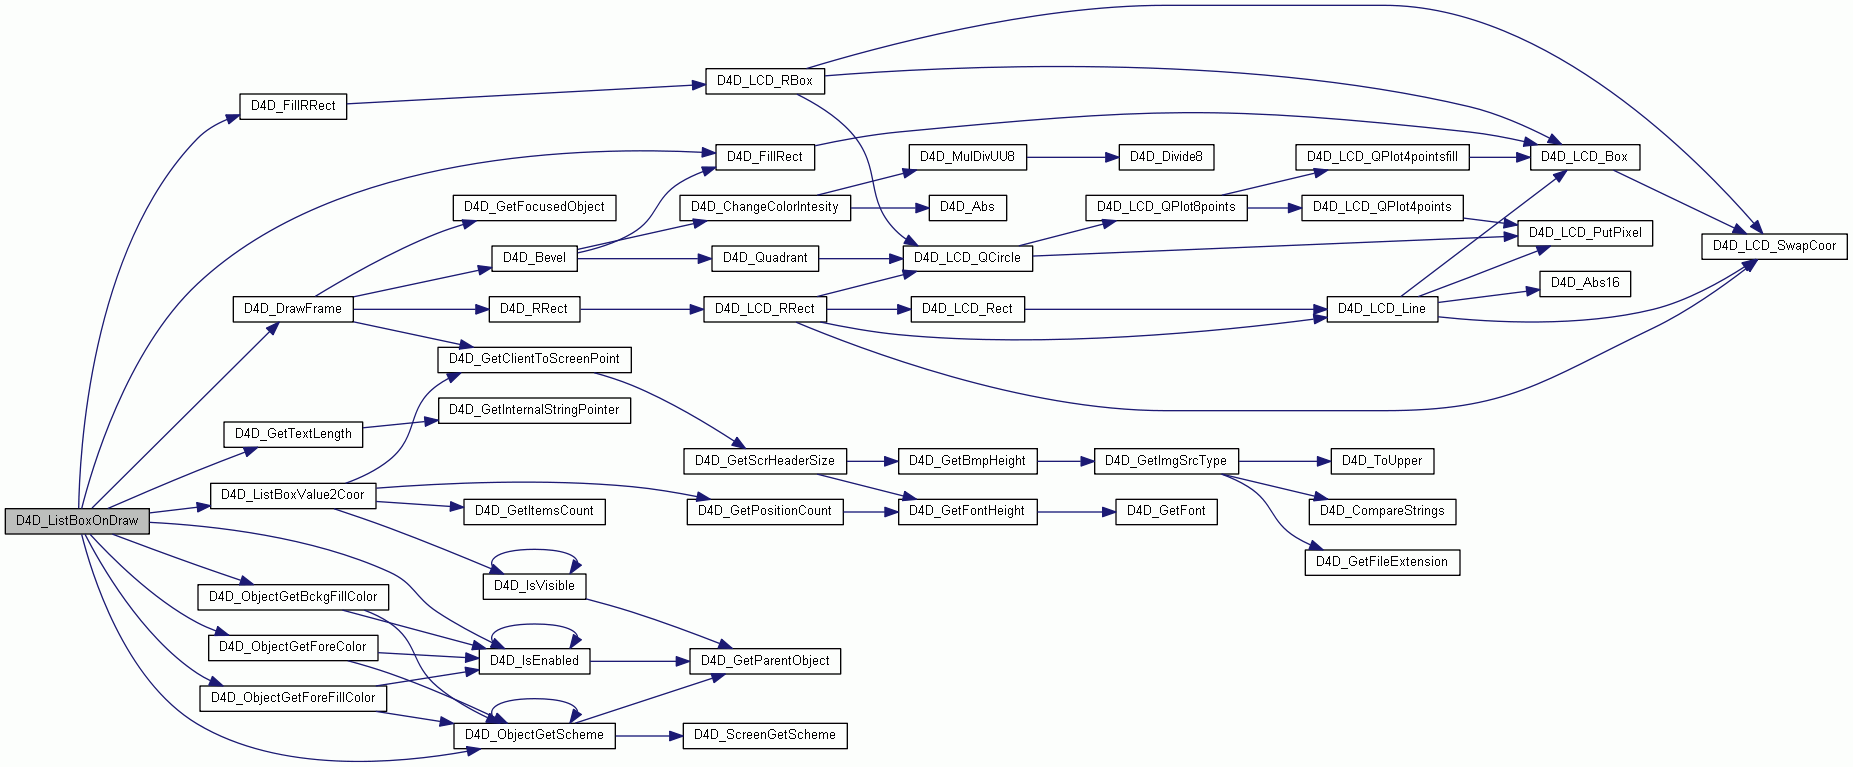 D4D_LCD_RBox
D4D_FillRRect
D4D_FillRect
D4D_MulDivUU8
D4D_Divide8
D4D_LCD_QPlot4pointsfill
D4D_LCD_Box
D4D_GetFocusedObject
D4D_ChangeColorIntesity
D4D_Abs
D4D_LCD_QPlot8points
D4D_LCD_QPlot4points
D4D_LCD_PutPixel
D4D_LCD_SwapCoor
D4D_Bevel
D4D_Quadrant
D4D_LCD_QCircle
D4D_Abs16
D4D_DrawFrame
D4D_RRect
D4D_LCD_RRect
D4D_LCD_Rect
D4D_LCD_Line
D4D_GetClientToScreenPoint
D4D_GetInternalStringPointer
D4D_GetTextLength
D4D_GetScrHeaderSize
D4D_GetBmpHeight
D4D_GetImgSrcType
D4D_ToUpper
D4D_ListBoxValue2Coor
D4D_GetItemsCount
D4D_GetPositionCount
D4D_GetFontHeight
D4D_GetFont
D4D_CompareStrings
D4D_ListBoxOnDraw
D4D_GetFileExtension
D4D_IsVisible
D4D_ObjectGetBckgFillColor
D4D_ObjectGetForeColor
D4D_IsEnabled
D4D_GetParentObject
D4D_ObjectGetForeFillColor
D4D_ObjectGetScheme
D4D_ScreenGetScheme